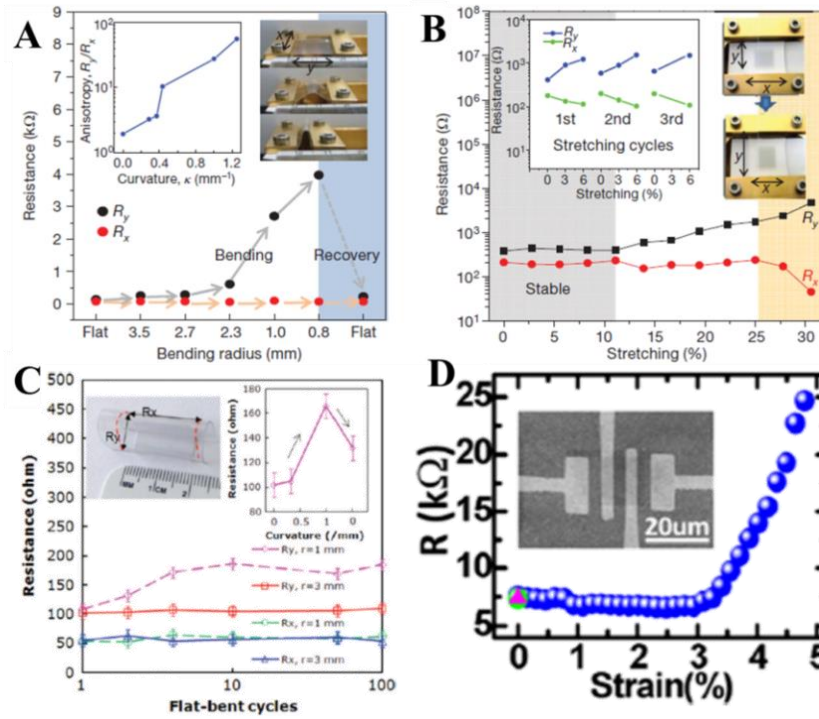 A
Resistance (kΩ)
9
8
7
6
5
4
3
2
1
0
Anisotropy, Ry/Rx
10²
10¹
10⁰
0.0 0.4 0.8 1.2
Curvature, κ (mm⁻¹)
x
y
Ry
Rx
Bending
Recovery
Flat 3.5 2.7 2.3 1.0 0.8 Flat
Bending radius (mm)
B
Resistance (Ω)
10⁸
10⁷
10⁶
10⁵
10⁴
10³
10²
10¹
Resistance (Ω)
10⁴
10³
10²
10¹
Ry
Rx
1st 2nd 3rd
Stretching cycles
0 3 6 0 3 6 0 3 6
Stretching (%)
y
x
y
x
Ry
Rx
Stable
0 5 10 15 20 25 30
Stretching (%)
C
Resistance (ohm)
500
450
400
350
300
250
200
150
100
50
0
Rx
Ry
MM 1 CM 2
Resistance (ohm)
180
160
140
120
100
0 1 0
Curvature (/mm)
Ry, r=1 mm
Ry, r=3 mm
Rx, r=1 mm
Rx, r=3 mm
1 10 100
Flat-bent cycles
D
R (kΩ)
25
20
15
10
5
20um
0 1 2 3 4 5
Strain(%)